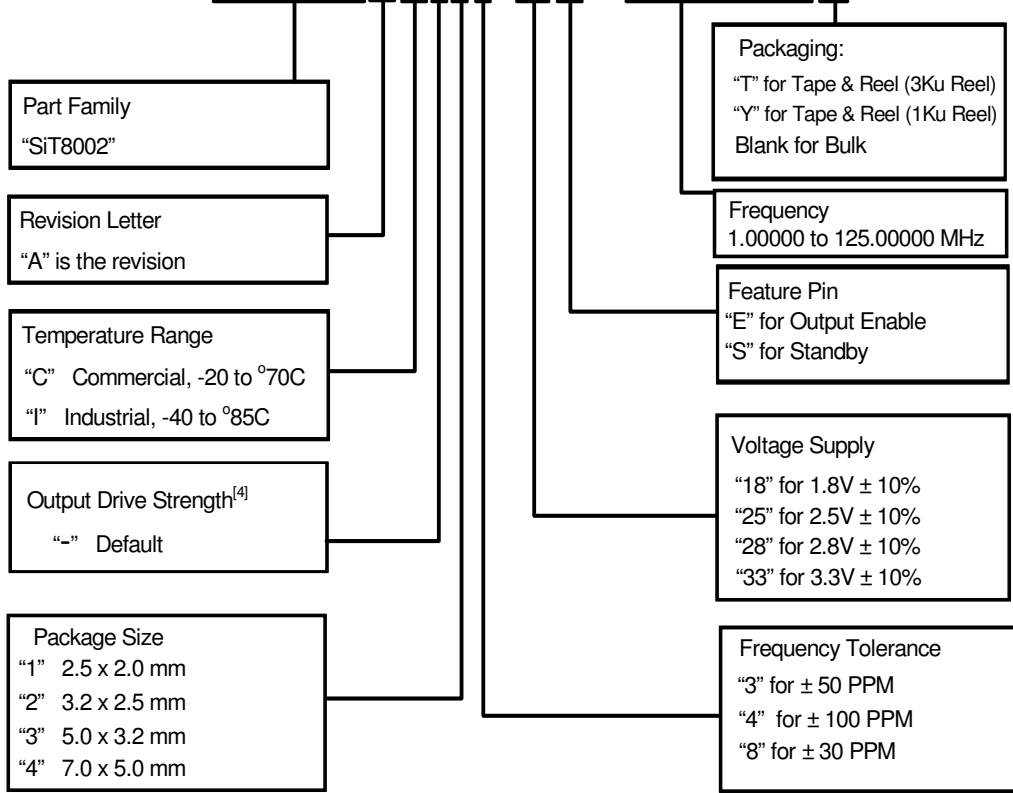 Part Family
“SiT8002”
Revision Letter
“A” is the revision
Temperature Range
“C” Commercial, -20 to ⁰70C
“I” Industrial, -40 to ⁰85C
Output Drive Strength[4]
“-” Default
Package Size
“1” 2.5 x 2.0 mm
“2” 3.2 x 2.5 mm
“3” 5.0 x 3.2 mm
“4” 7.0 x 5.0 mm
Packaging:
“T” for Tape & Reel (3Ku Reel)
“Y” for Tape & Reel (1Ku Reel)
Blank for Bulk
Frequency
1.00000 to 125.00000 MHz
Feature Pin
“E” for Output Enable
“S” for Standby
Voltage Supply
“18” for 1.8V ± 10%
“25” for 2.5V ± 10%
“28” for 2.8V ± 10%
“33” for 3.3V ± 10%
Frequency Tolerance
“3” for ± 50 PPM
“4” for ± 100 PPM
“8” for ± 30 PPM